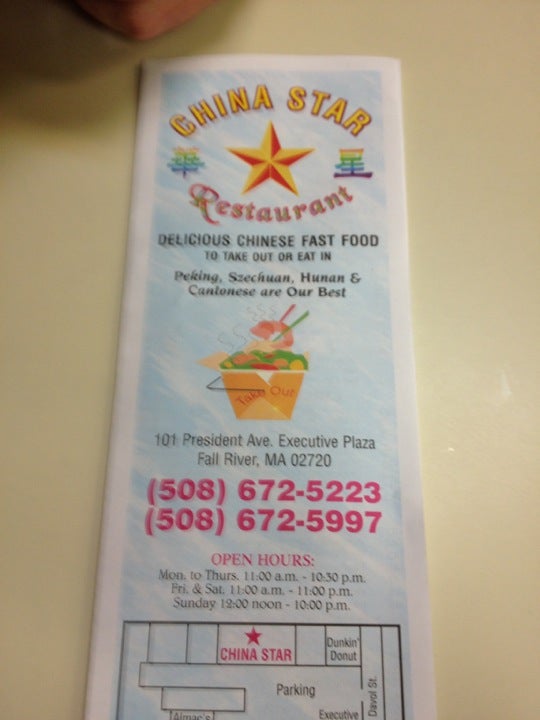 CHINA STAR
華 星
Restaurant
DELICIOUS CHINESE FAST FOOD
TO TAKE OUT OR EAT IN
Peking, Szechuan, Hunan &
Cantonese are Our Best
Take Out
101 President Ave. Executive Plaza
Fall River, MA 02720
(508) 672-5223
(508) 672-5997
OPEN HOURS:
Mon. to Thurs. 11:00 a.m. - 10:30 p.m.
Fri. & Sat. 11:00 a.m. - 11:00 p.m.
Sunday 12:00 noon - 10:00 p.m.
CHINA STAR
Dunkin'
Donut
Parking
Davol St.
Almac's
Executive